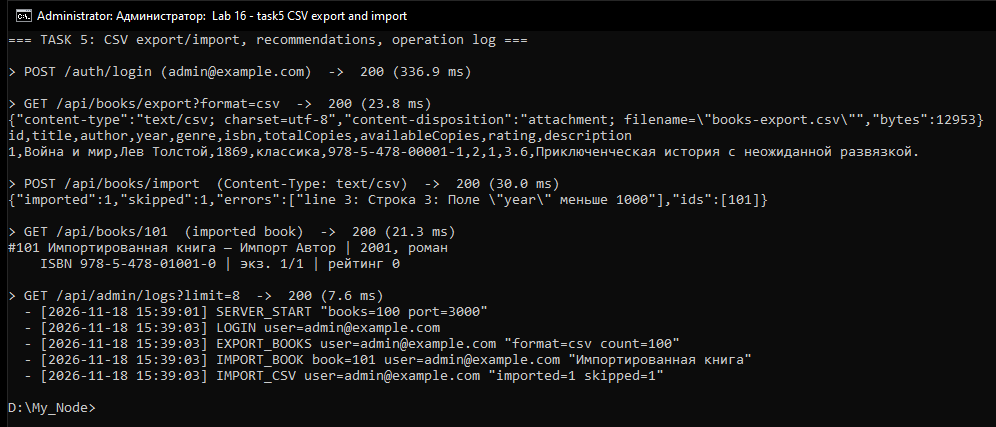 Administrator: Администратор: Lab 16 - task5 CSV export and import
=== TASK 5: CSV export/import, recommendations, operation log ===
> POST /auth/login (admin@example.com)  ->  200 (336.9 ms)
> GET /api/books/export?format=csv  ->  200 (23.8 ms)
{"content-type":"text/csv; charset=utf-8","content-disposition":"attachment; filename=\"books-export.csv\"","bytes":12953}
id,title,author,year,genre,isbn,totalCopies,availableCopies,rating,description
1,Война и мир,Лев Толстой,1869,классика,978-5-478-00001-1,2,1,3.6,Приключенческая история с неожиданной развязкой.
> POST /api/books/import  (Content-Type: text/csv)  ->  200 (30.0 ms)
{"imported":1,"skipped":1,"errors":["line 3: Строка 3: Поле \"year\" меньше 1000"],"ids":[101]}
> GET /api/books/101  (imported book)  ->  200 (21.3 ms)
#101 Импортированная книга — Импорт Автор | 2001, роман
    ISBN 978-5-478-01001-0 | экз. 1/1 | рейтинг 0
> GET /api/admin/logs?limit=8  ->  200 (7.6 ms)
  - [2026-11-18 15:39:01] SERVER_START "books=100 port=3000"
  - [2026-11-18 15:39:03] LOGIN user=admin@example.com
  - [2026-11-18 15:39:03] EXPORT_BOOKS user=admin@example.com "format=csv count=100"
  - [2026-11-18 15:39:03] IMPORT_BOOK book=101 user=admin@example.com "Импортированная книга"
  - [2026-11-18 15:39:03] IMPORT_CSV user=admin@example.com "imported=1 skipped=1"
D:\My_Node>